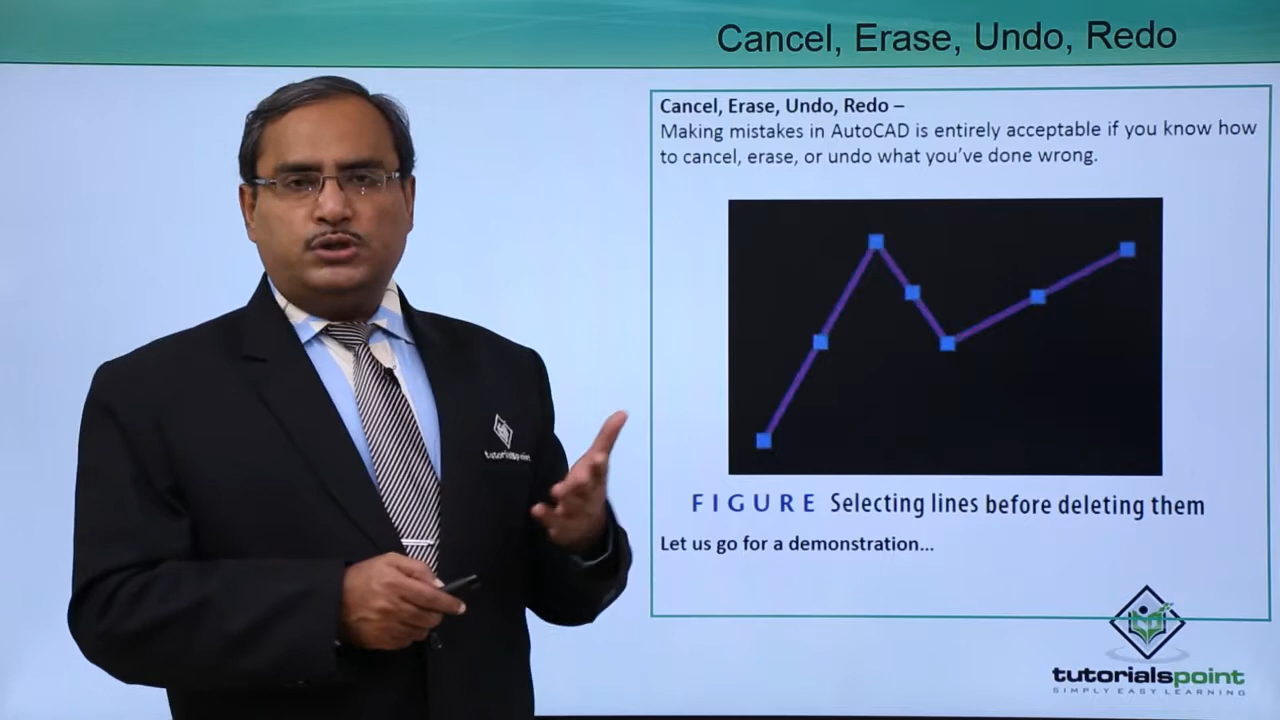 Cancel, Erase, Undo, Redo
Cancel, Erase, Undo, Redo –
Making mistakes in AutoCAD is entirely acceptable if you know how
to cancel, erase, or undo what you've done wrong.
FIGURE Selecting lines before deleting them
Let us go for a demonstration...
tutorialspoint
tutorialspoint
SIMPLY EASY LEARNING